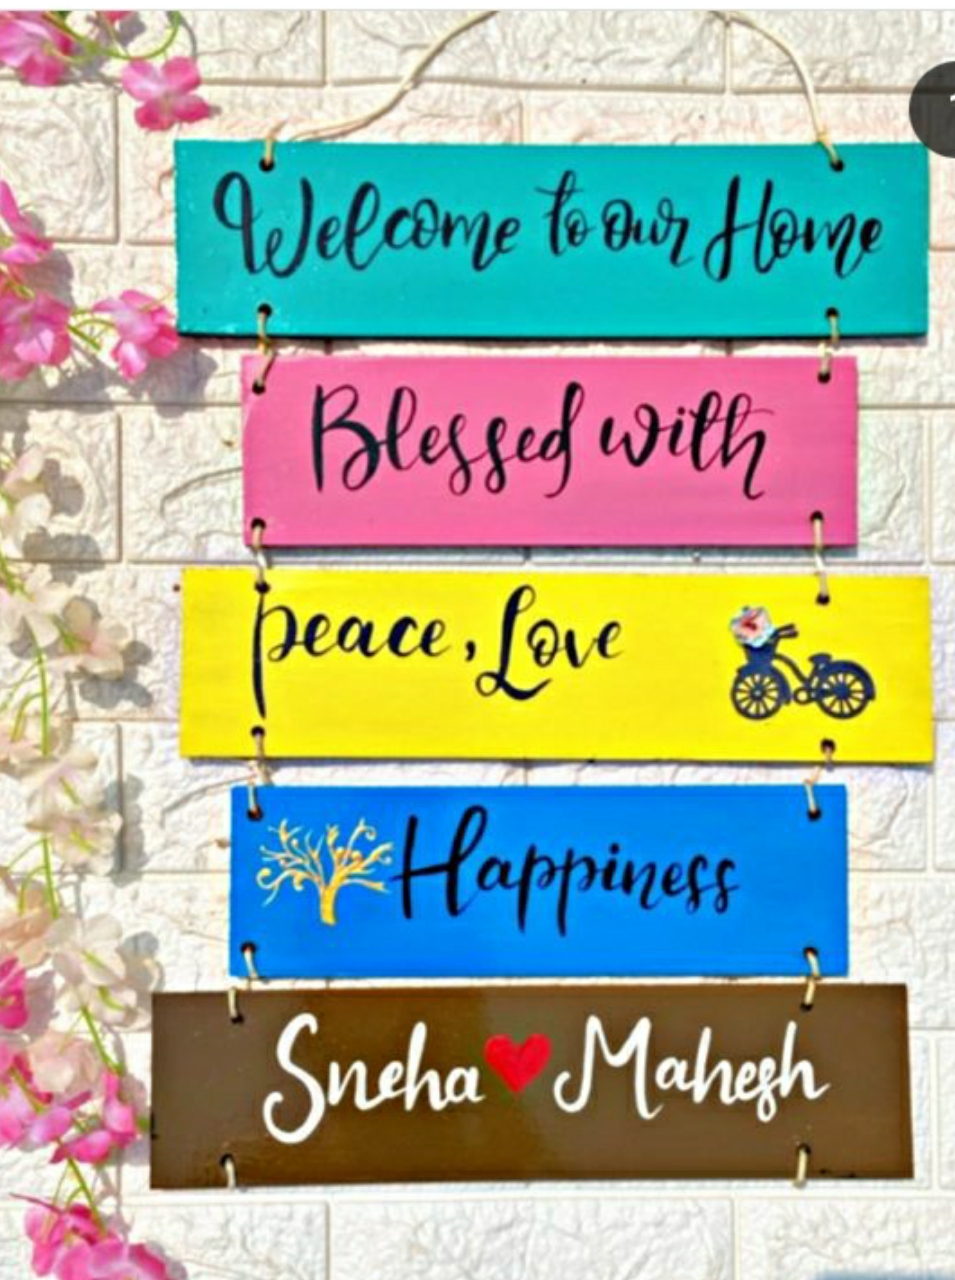 Welcome to our Home
Blessed with
peace, Love
Happiness
Sneha ❤ Mahesh